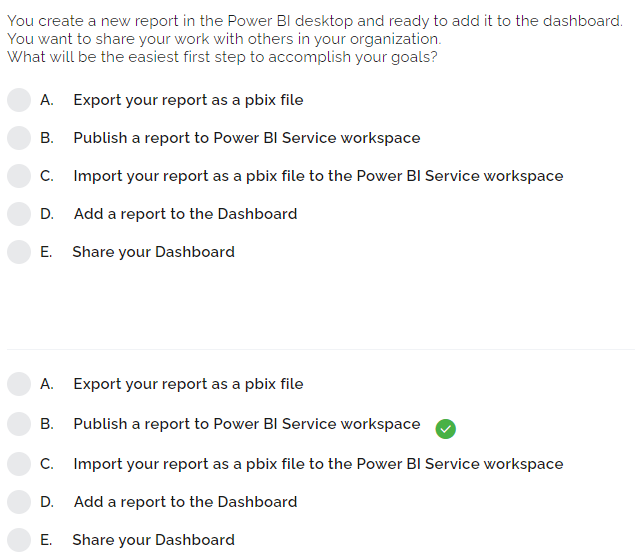 You create a new report in the Power BI desktop and ready to add it to the dashboard.
You want to share your work with others in your organization.
What will be the easiest first step to accomplish your goals?
A. Export your report as a pbix file
B. Publish a report to Power BI Service workspace
C. Import your report as a pbix file to the Power BI Service workspace
D. Add a report to the Dashboard
E. Share your Dashboard
A. Export your report as a pbix file
B. Publish a report to Power BI Service workspace
C. Import your report as a pbix file to the Power BI Service workspace
D. Add a report to the Dashboard
E. Share your Dashboard